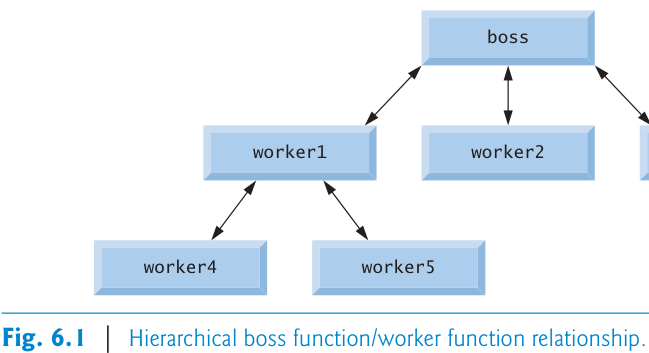 boss
worker1 worker2
worker4 worker5
Fig. 6.1 | Hierarchical boss function/worker function relationship.